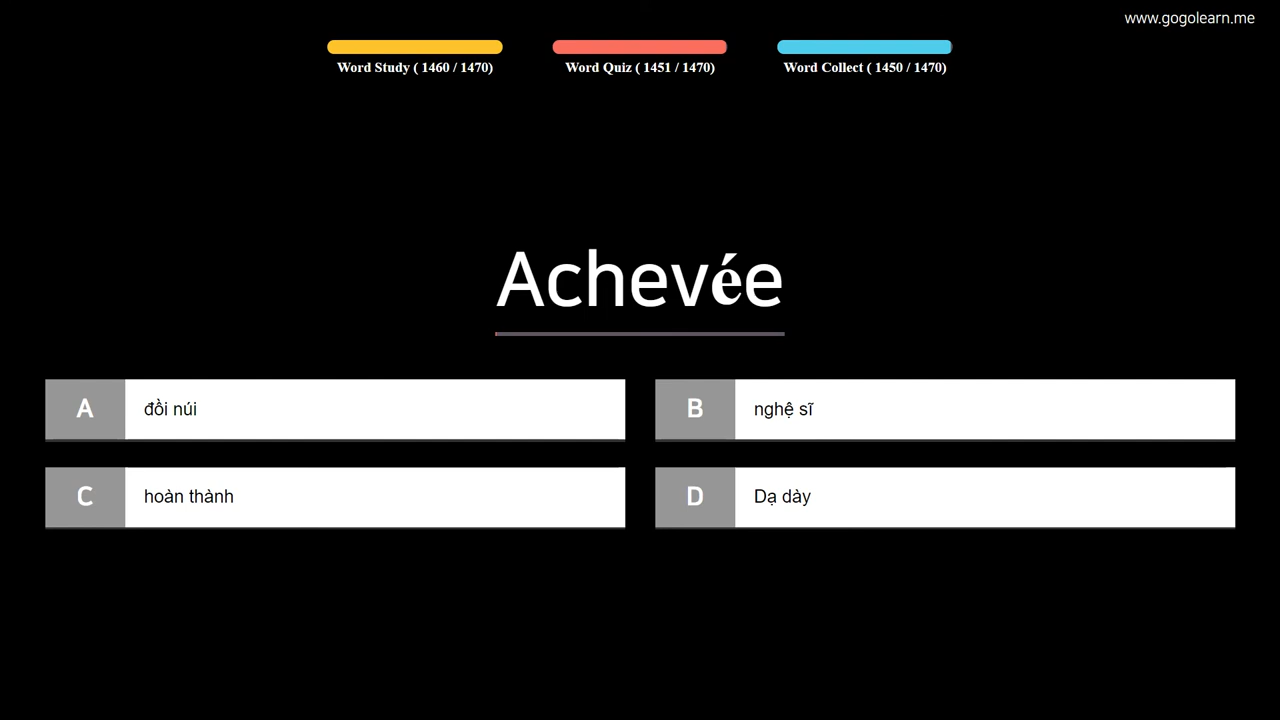 www.gogolearn.me
Word Study ( 1460 / 1470)
Word Quiz ( 1451 / 1470)
Word Collect ( 1450 / 1470)
Achevée
A đồi núi
B nghệ sĩ
C hoàn thành
D Dạ dày